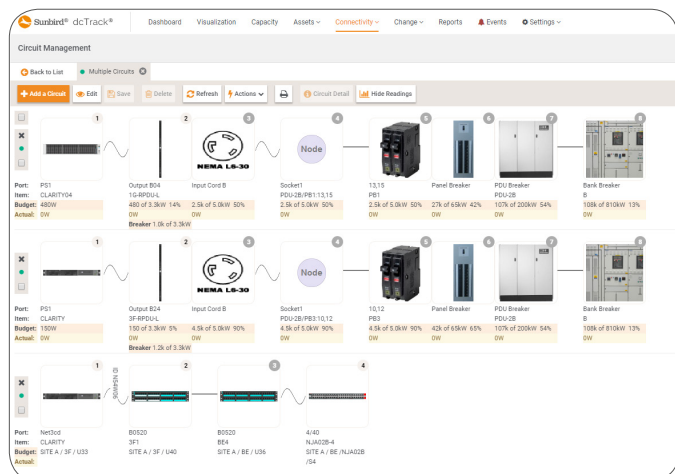 Sunbird® dcTrack®
Dashboard Visualization Capacity Assets Connectivity Change Reports Events Settings
Circuit Management
Back to List Multiple Circuits
Add a Circuit Edit Save Delete Refresh Actions Circuit Detail Hide Readings
1 2 3 4 5 6 7 8
NEMA L6-30
Node
Port: PS1 Output B04 Input Cord B Socket1 13,15 Panel Breaker PDU Breaker Bank Breaker
Item: CLARITY04 1G-RPDU-L PDU-2B/PB1:13,15 PB1 PDU-2B B
Budget: 480W 480 of 3.3kW 14% 2.5k of 5.0kW 50% 2.5k of 5.0kW 50% 2.5k of 5.0kW 50% 27k of 65kW 42% 107k of 200kW 54% 108k of 810kW 13%
Actual: 0W 0W 0W 0W 0W 0W 0W 0W
Breaker 1.0k of 3.3kW
1 2 3 4 5 6 7 8
NEMA L6-30
Node
Port: PS1 Output B24 Input Cord B Socket1 10,12 Panel Breaker PDU Breaker Bank Breaker
Item: CLARITY 3F-RPDU-L PDU-2B/PB3:10,12 PB3 PDU-2B B
Budget: 150W 150 of 3.3kW 5% 4.5k of 5.0kW 90% 4.5k of 5.0kW 90% 4.5k of 5.0kW 90% 42k of 65kW 65% 107k of 200kW 54% 108k of 810kW 13%
Actual: 0W 0W 0W 0W 0W 0W 0W 0W
Breaker 1.2k of 3.3kW
1 2 3 4
Port: Net3cd B0520 B0520 4/40
Item: CLARITY 3F1 BE4 NJA02B-4
Budget: SITE A / 3F / U33 SITE A / 3F / U40 SITE A / BE / U36 SITE A / BE /NJA02B
Actual: /S4